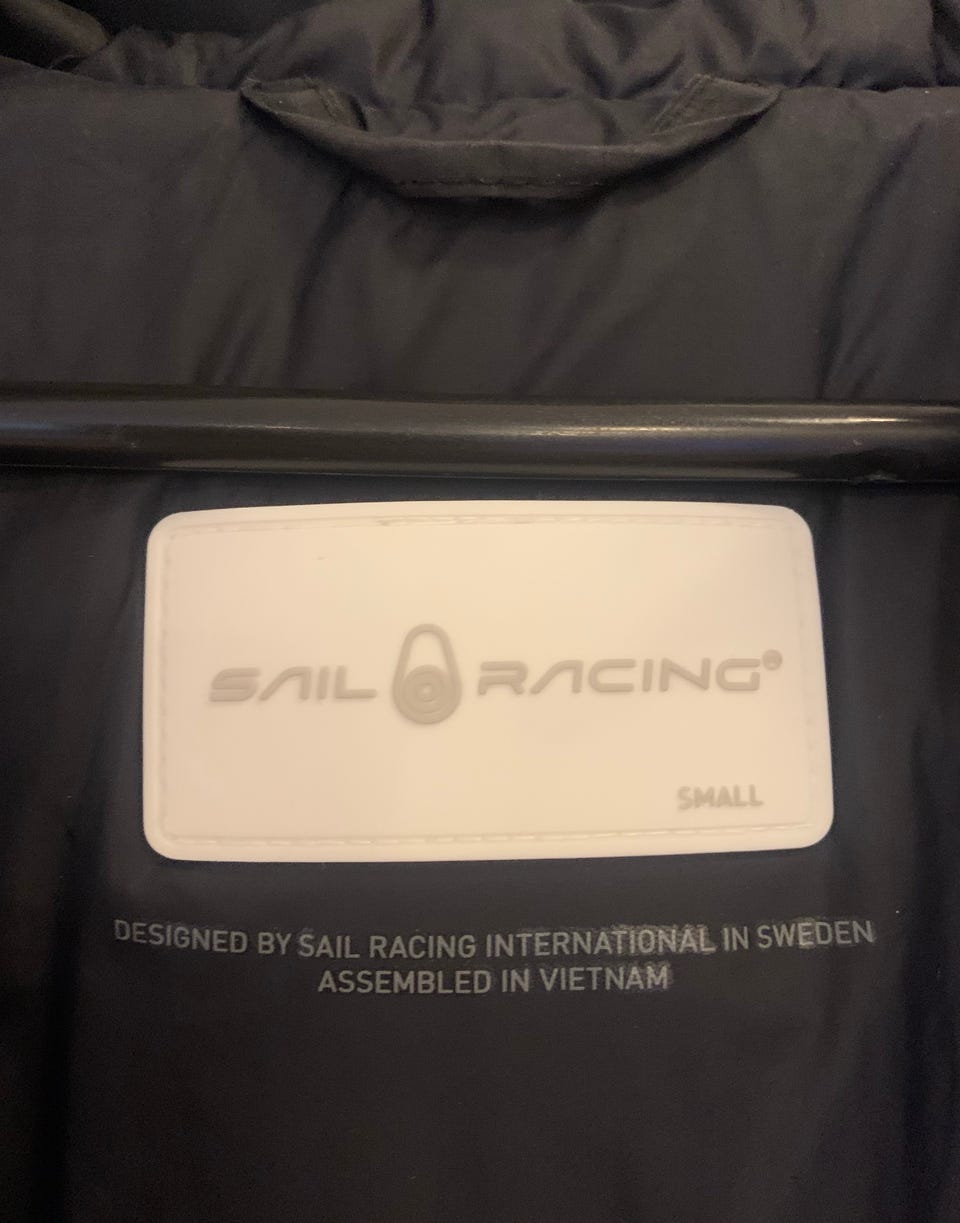 SAIL RACING®
SMALL
DESIGNED BY SAIL RACING INTERNATIONAL IN SWEDEN
ASSEMBLED IN VIETNAM